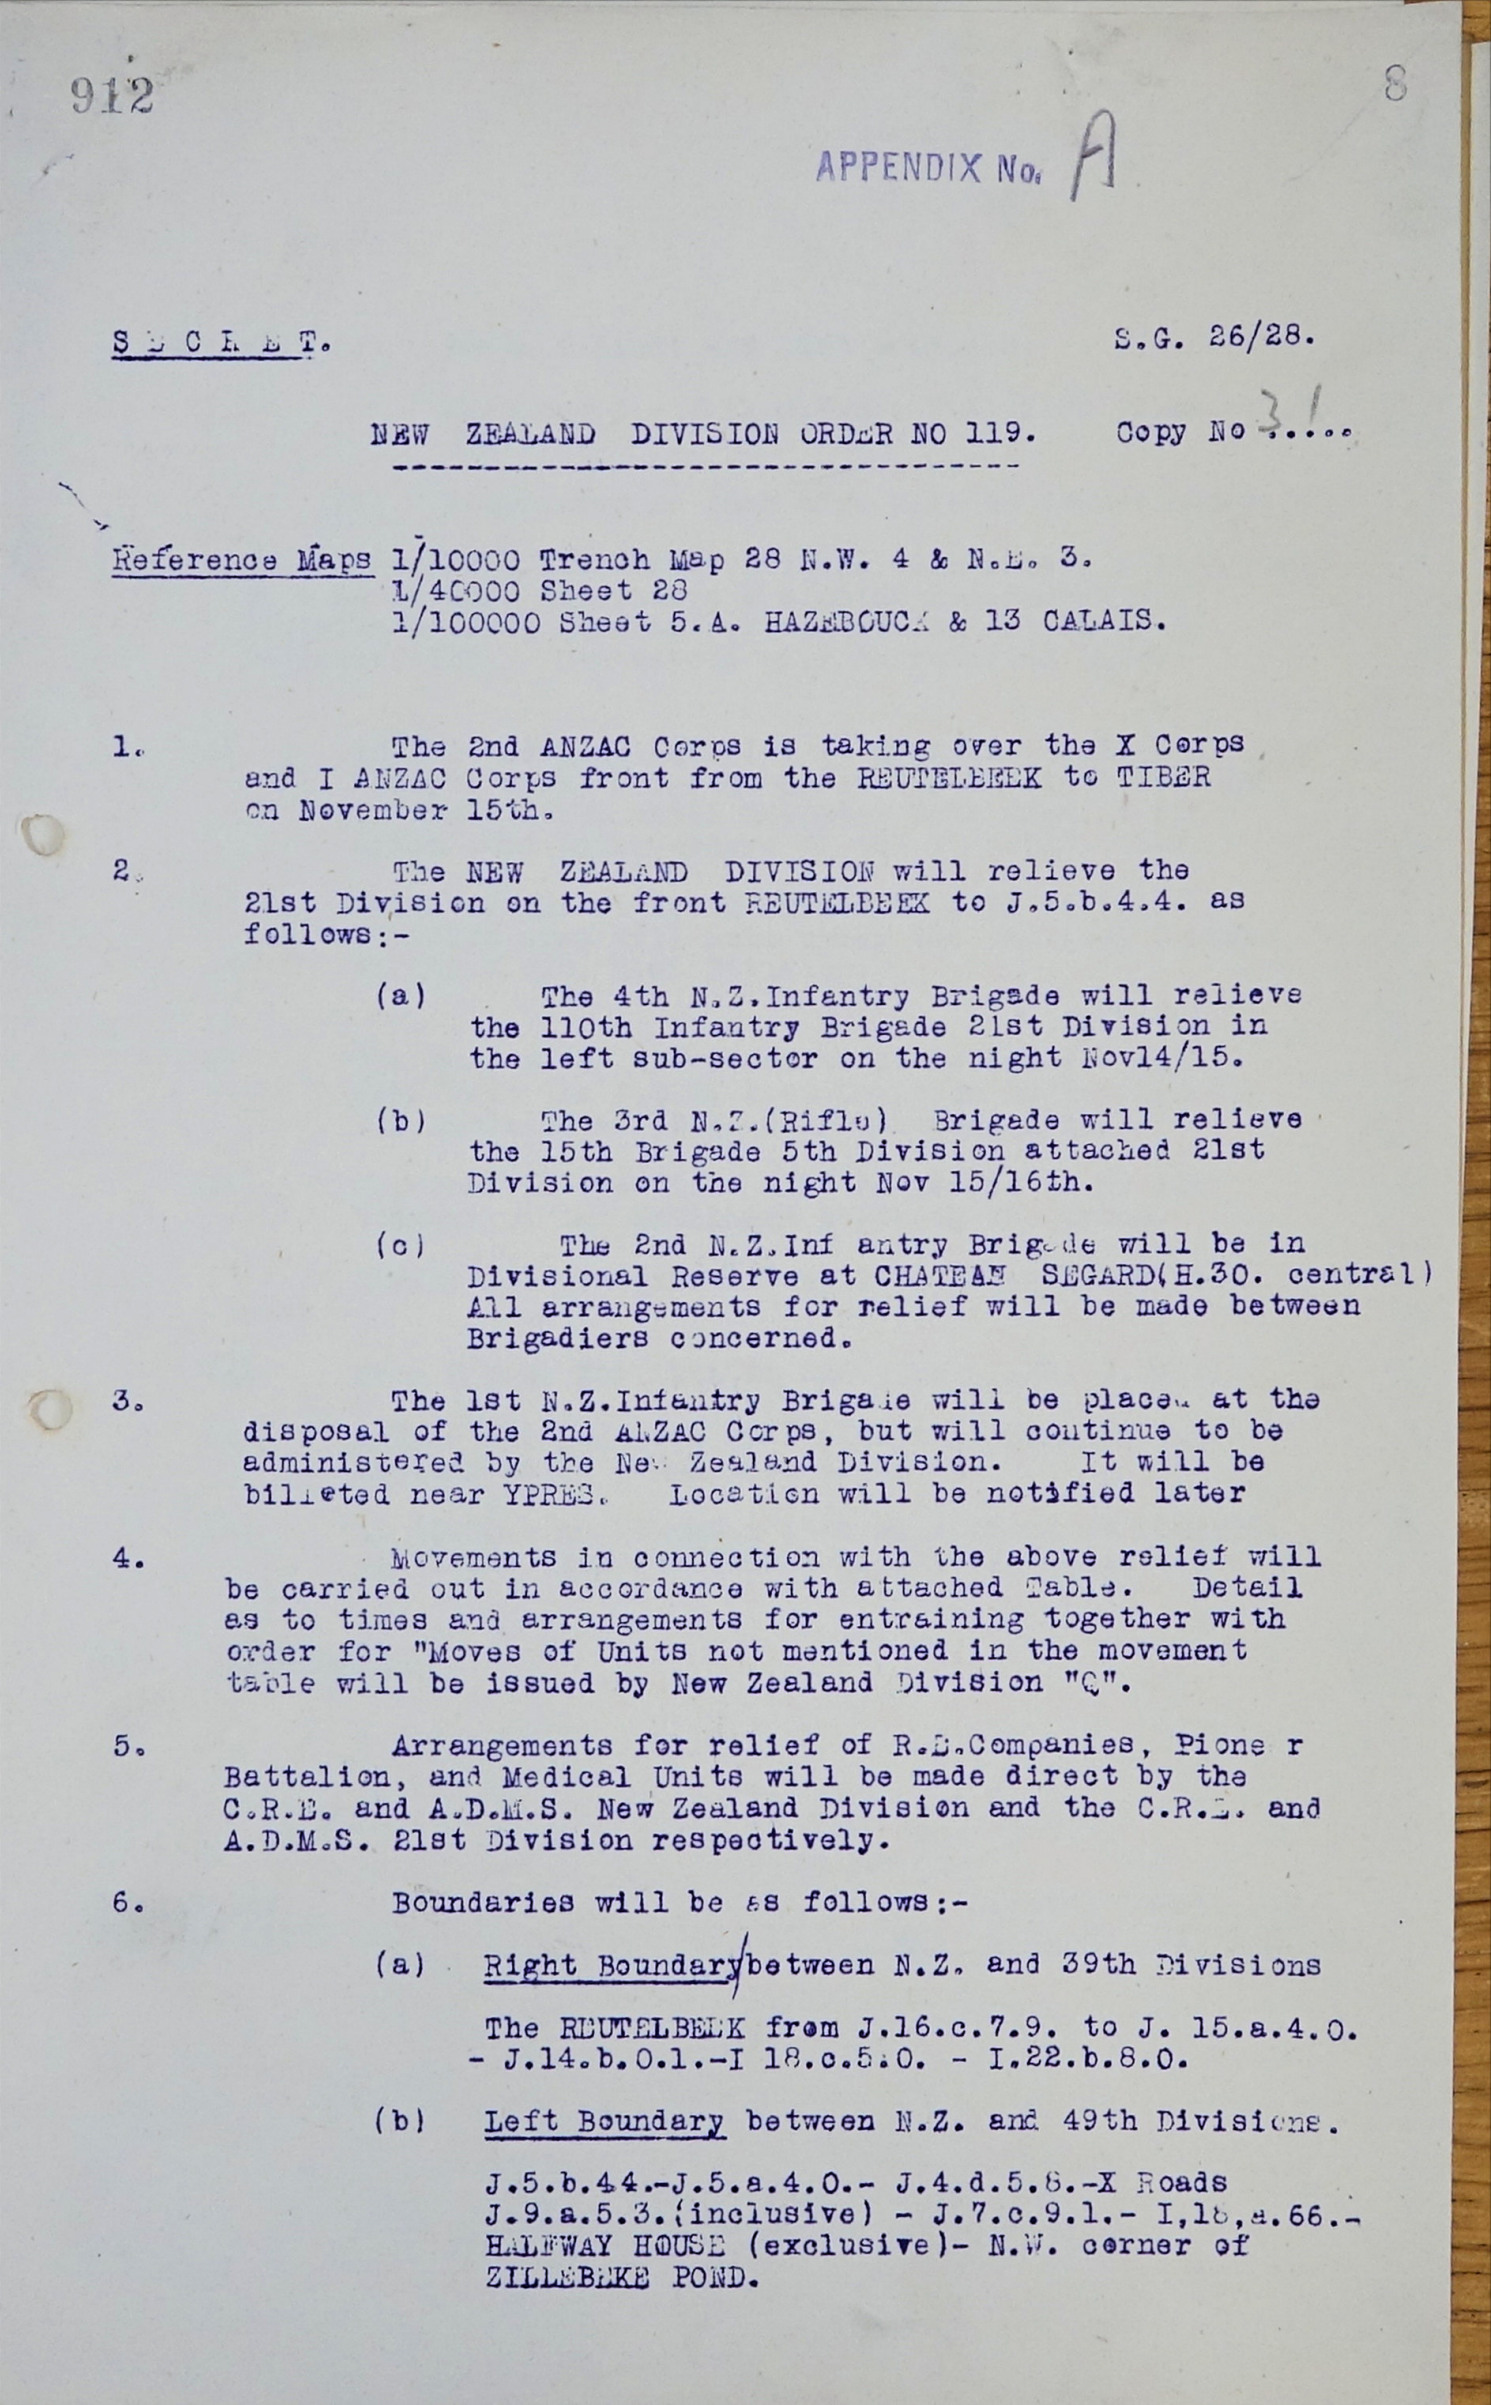 912
8
APPENDIX No. A
S E C R E T.
S.G. 26/28.
NEW ZEALAND DIVISION ORDER NO 119.
Copy No 31.....
Reference Maps 1/10000 Trench Map 28 N.W. 4 & N.E. 3.
1/40000 Sheet 28
1/100000 Sheet 5.A. HAZEBOUCK & 13 CALAIS.
1. The 2nd ANZAC Corps is taking over the X Corps
and I ANZAC Corps front from the REUTELBEEK to TIBER
on November 15th.
2. The NEW ZEALAND DIVISION will relieve the
21st Division on the front REUTELBEEK to J.5.b.4.4. as
follows:-
(a) The 4th N.Z.Infantry Brigade will relieve
the 110th Infantry Brigade 21st Division in
the left sub-sector on the night Nov14/15.
(b) The 3rd N.Z.(Rifle) Brigade will relieve
the 15th Brigade 5th Division attached 21st
Division on the night Nov 15/16th.
(c) The 2nd N.Z.Inf antry Brigade will be in
Divisional Reserve at CHATEAU SEGARD(H.30. central)
All arrangements for relief will be made between
Brigadiers concerned.
3. The 1st N.Z.Infantry Brigade will be placed at the
disposal of the 2nd ANZAC Corps, but will continue to be
administered by the New Zealand Division. It will be
billeted near YPRES. Location will be notified later
4. Movements in connection with the above relief will
be carried out in accordance with attached Table. Detail
as to times and arrangements for entraining together with
order for "Moves of Units not mentioned in the movement
table will be issued by New Zealand Division "Q".
5. Arrangements for relief of R.E.Companies, Pione r
Battalion, and Medical Units will be made direct by the
C.R.E. and A.D.M.S. New Zealand Division and the C.R.E. and
A.D.M.S. 21st Division respectively.
6. Boundaries will be as follows:-
(a) Right Boundary/between N.Z. and 39th Divisions
The REUTELBEEK from J.16.c.7.9. to J. 15.a.4.0.
- J.14.b.0.1.-I 18.c.5.0. - I.22.b.8.0.
(b) Left Boundary between N.Z. and 49th Divisions.
J.5.b.44.-J.5.a.4.0.- J.4.d.5.8.-X Roads
J.9.a.5.3.(inclusive) - J.7.c.9.1.- I,18,a.66.-
HALFWAY HOUSE (exclusive)- N.W. corner of
ZILLEBEKE POND.